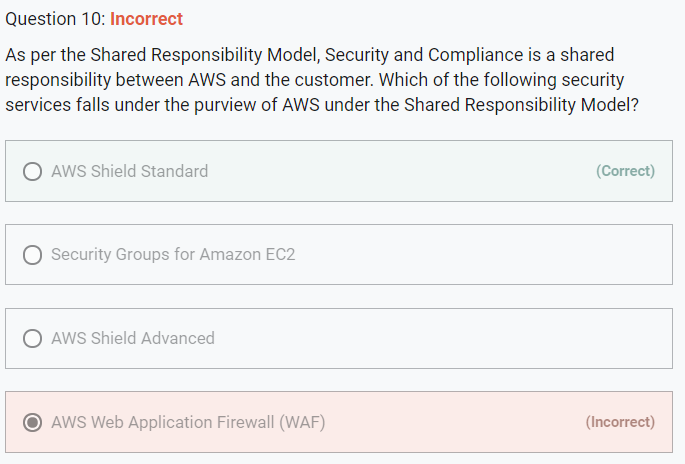 Question 10: Incorrect
As per the Shared Responsibility Model, Security and Compliance is a shared
responsibility between AWS and the customer. Which of the following security
services falls under the purview of AWS under the Shared Responsibility Model?
AWS Shield Standard (Correct)
Security Groups for Amazon EC2
AWS Shield Advanced
AWS Web Application Firewall (WAF) (Incorrect)